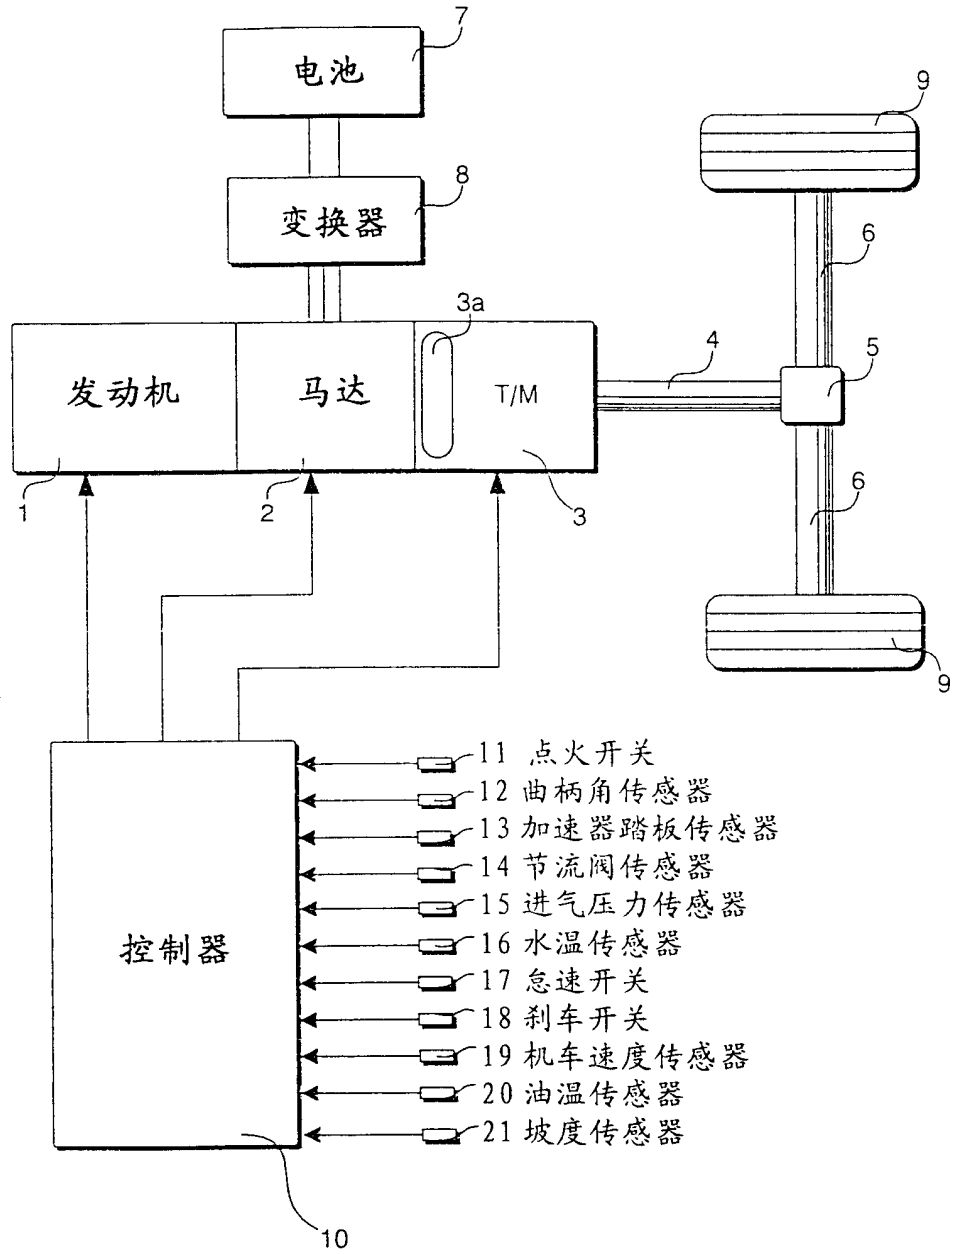 7
电池
9
8
变换器
6
3a
4
5
发动机
马达
T/M
6
1
2
3
9
11 点火开关
12 曲柄角传感器
13 加速器踏板传感器
14 节流阀传感器
15 进气压力传感器
控制器
16 水温传感器
17 怠速开关
18 刹车开关
19 机车速度传感器
20 油温传感器
21 坡度传感器
10